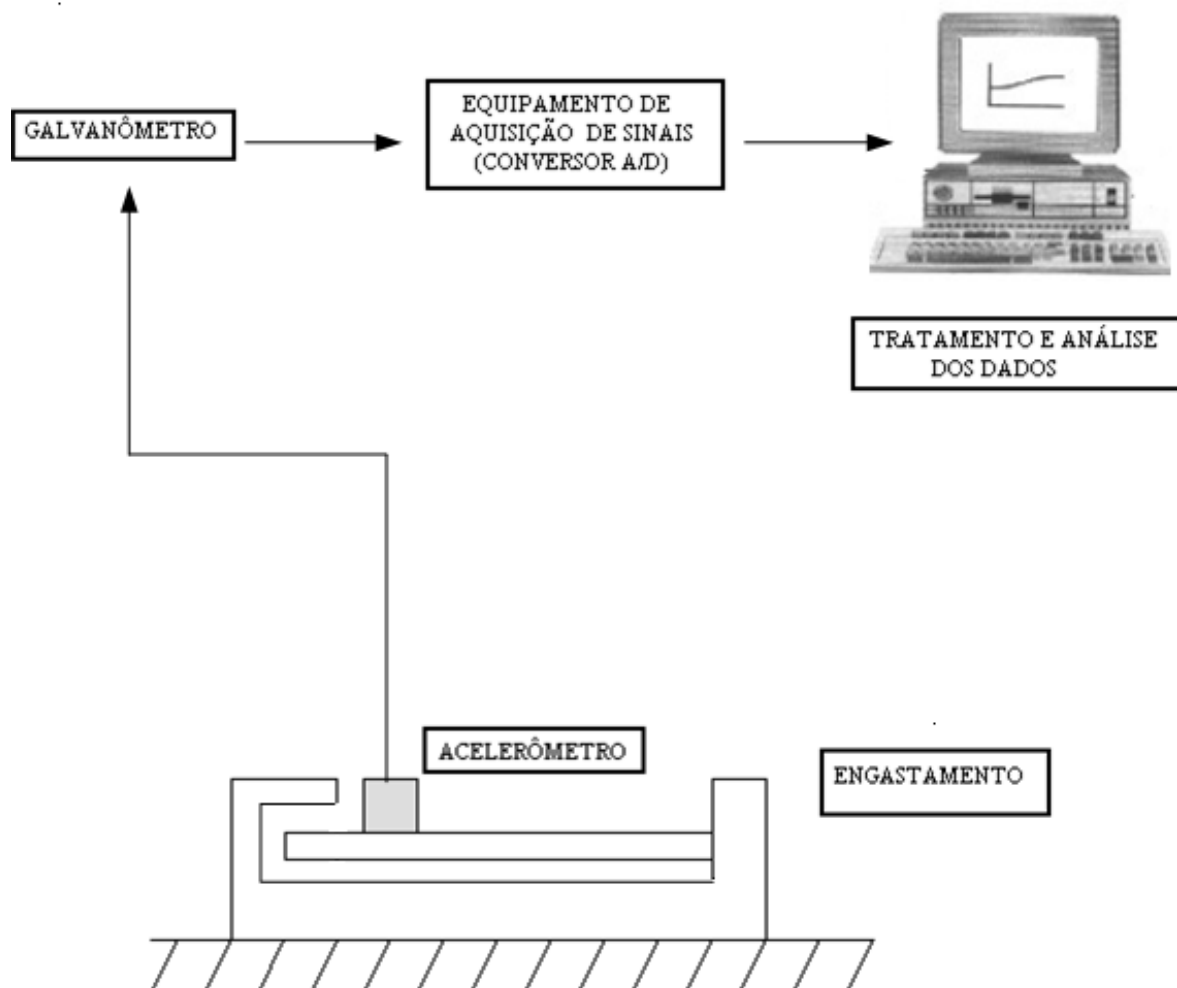 GALVANÔMETRO
EQUIPAMENTO DE
AQUISIÇÃO DE SINAIS
(CONVERSOR A/D)
TRATAMENTO E ANÁLISE
DOS DADOS
ACELERÔMETRO
ENGASTAMENTO